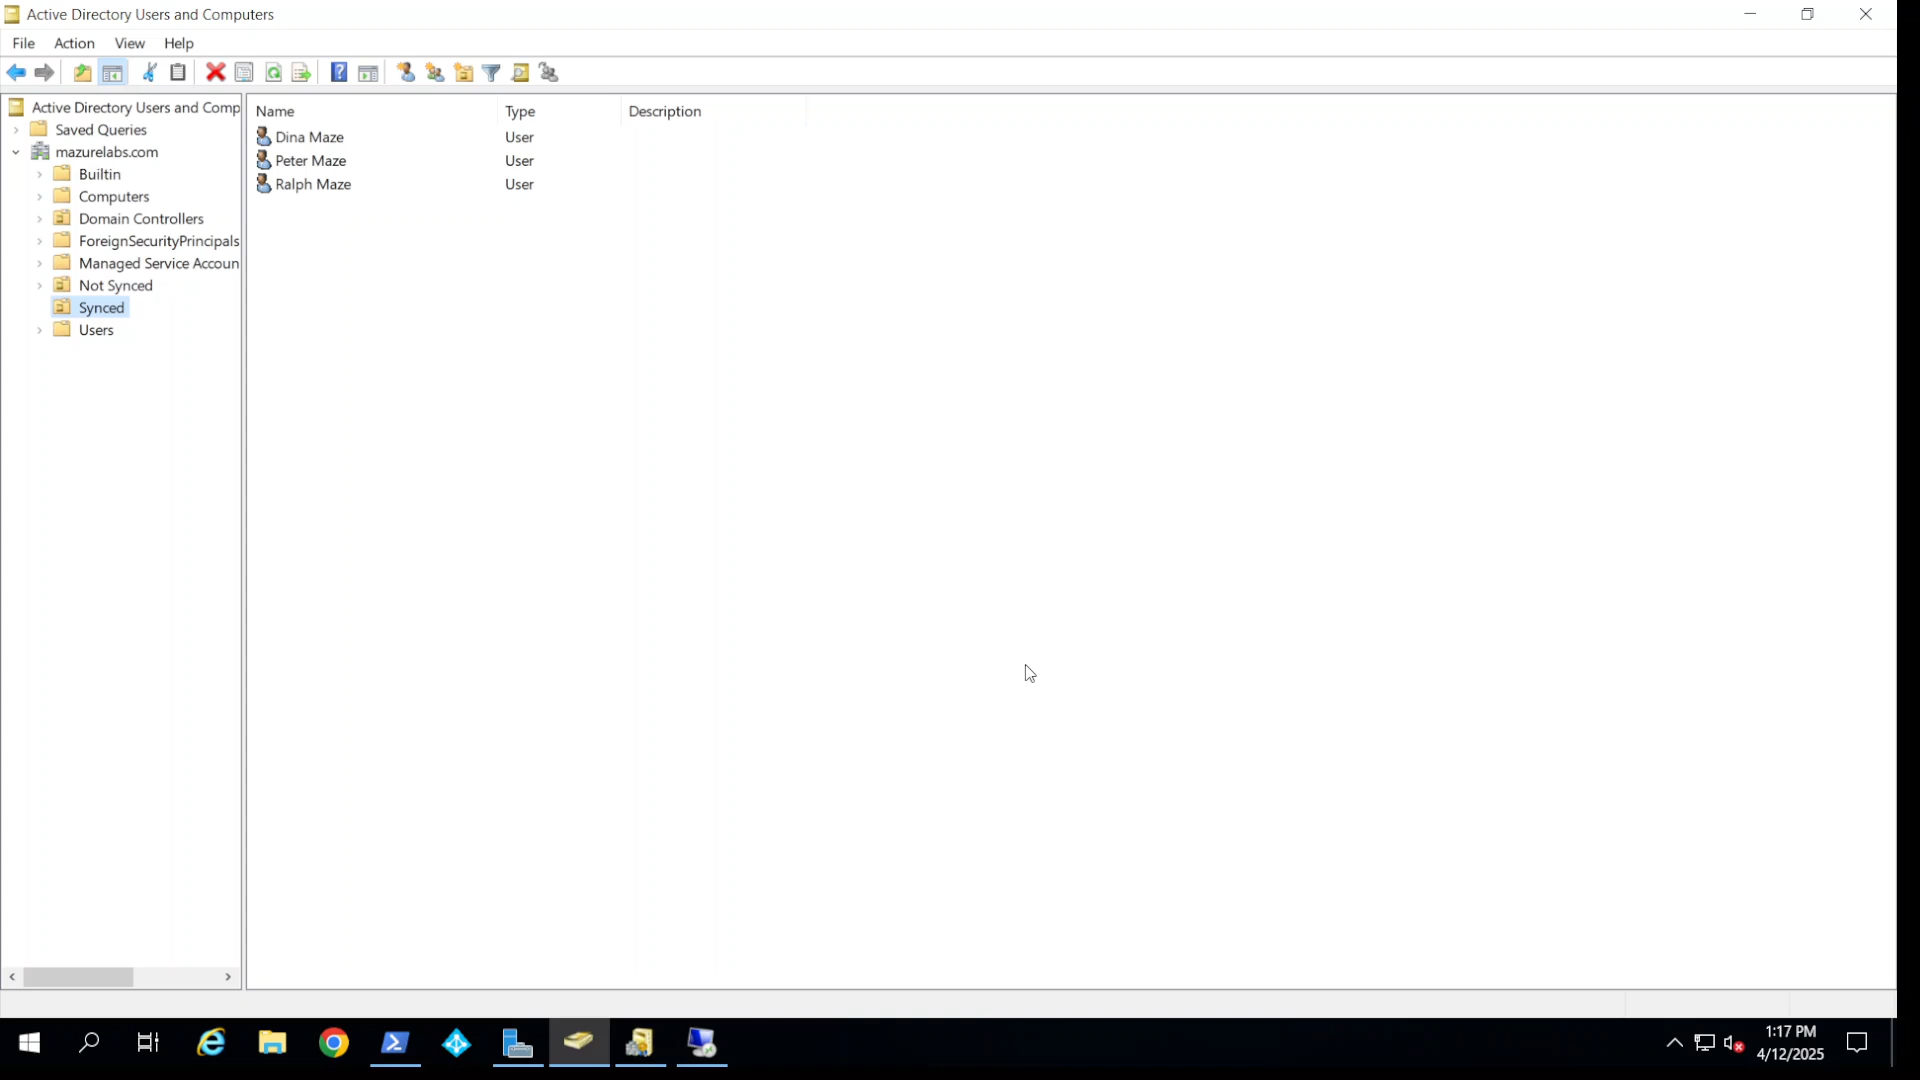 Active Directory Users and Computers
File Action View Help
Active Directory Users and Comp
Saved Queries
mazurelabs.com
Builtin
Computers
Domain Controllers
ForeignSecurityPrincipals
Managed Service Accoun
Not Synced
Synced
Users
Name Type Description
Dina Maze User
Peter Maze User
Ralph Maze User
1:17 PM
4/12/2025